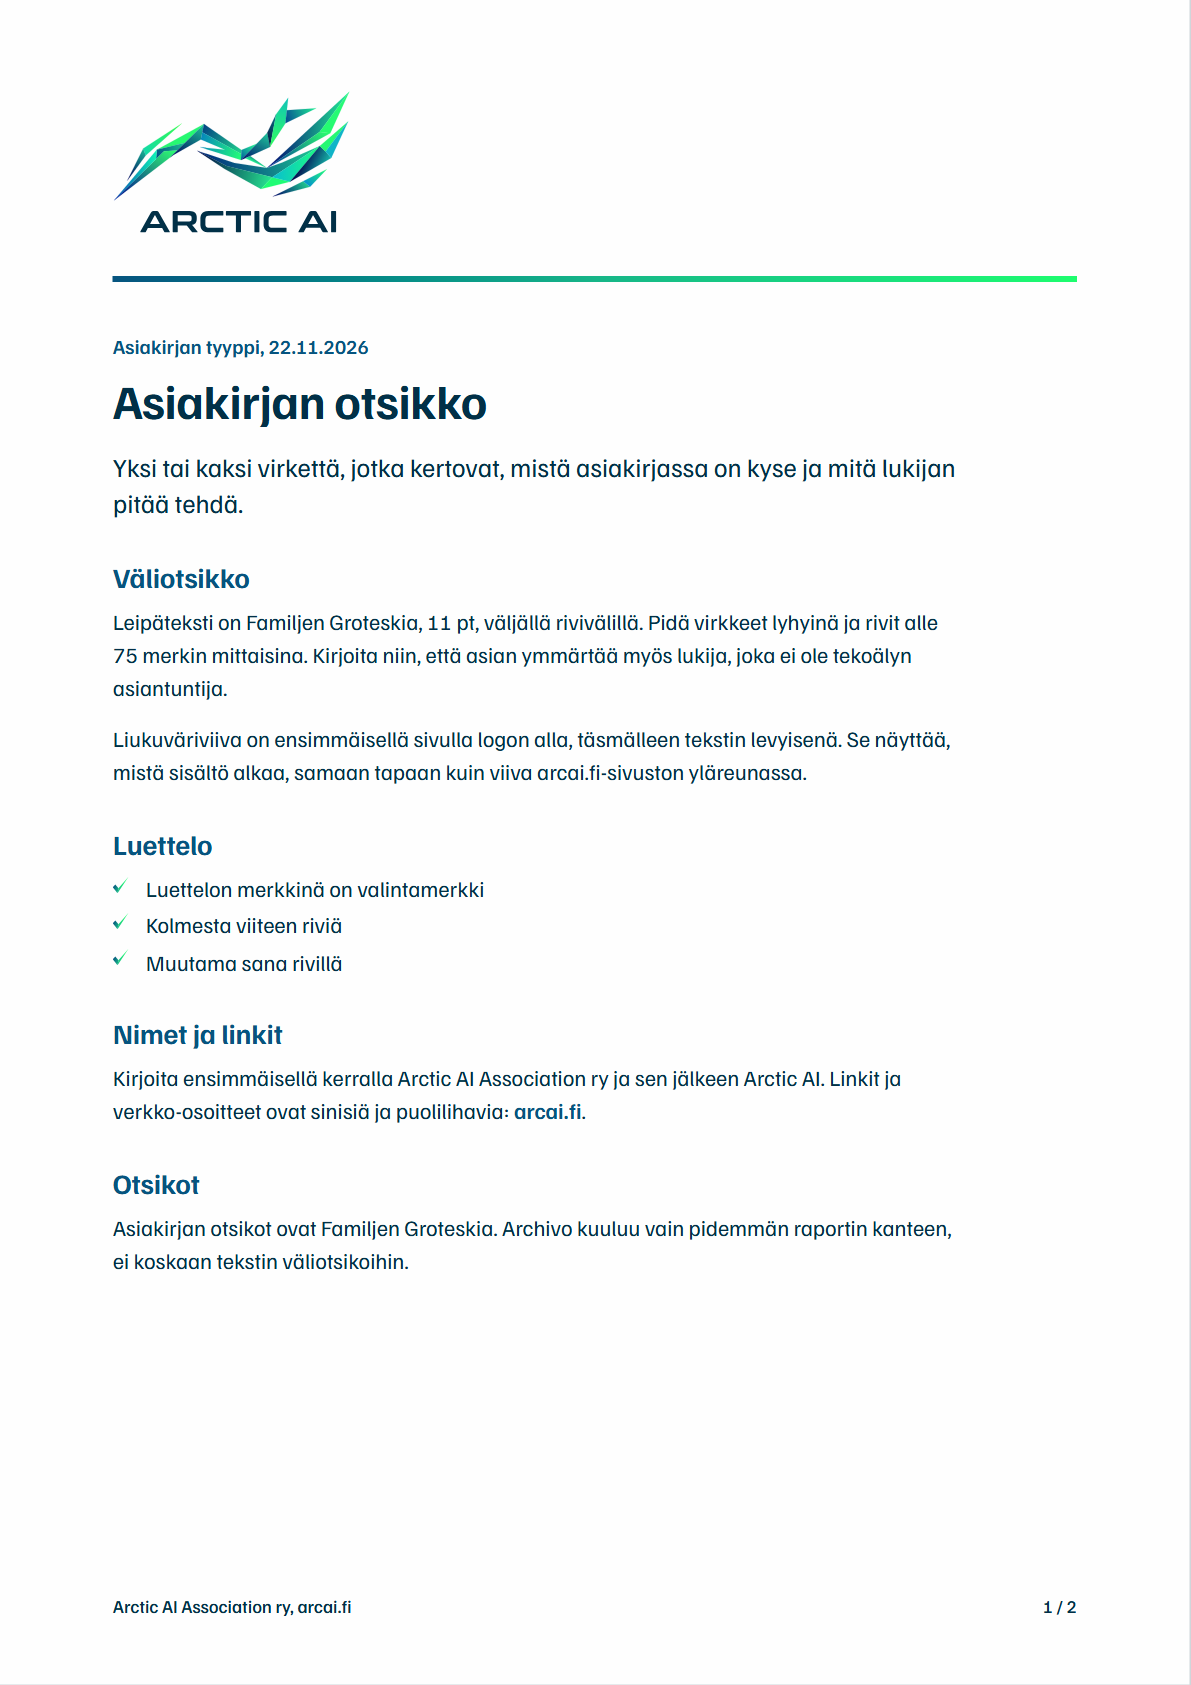 ARCTIC AI
Asiakirjan tyyppi, 22.11.2026
Asiakirjan otsikko
Yksi tai kaksi virkettä, jotka kertovat, mistä asiakirjassa on kyse ja mitä lukijan
pitää tehdä.
Väliotsikko
Leipäteksti on Familjen Groteskia, 11 pt, väljällä rivivälillä. Pidä virkkeet lyhyinä ja rivit alle
75 merkin mittaisina. Kirjoita niin, että asian ymmärtää myös lukija, joka ei ole tekoälyn
asiantuntija.
Liukuväriviiva on ensimmäisellä sivulla logon alla, täsmälleen tekstin levyisenä. Se näyttää,
mistä sisältö alkaa, samaan tapaan kuin viiva arcai.fi-sivuston yläreunassa.
Luettelo
Luettelon merkkinä on valintamerkki
Kolmesta viiteen riviä
Muutama sana rivillä
Nimet ja linkit
Kirjoita ensimmäisellä kerralla Arctic AI Association ry ja sen jälkeen Arctic AI. Linkit ja
verkko-osoitteet ovat sinisiä ja puolilihavia: arcai.fi.
Otsikot
Asiakirjan otsikot ovat Familjen Groteskia. Archivo kuuluu vain pidemmän raportin kanteen,
ei koskaan tekstin väliotsikoihin.
Arctic AI Association ry, arcai.fi
1 / 2